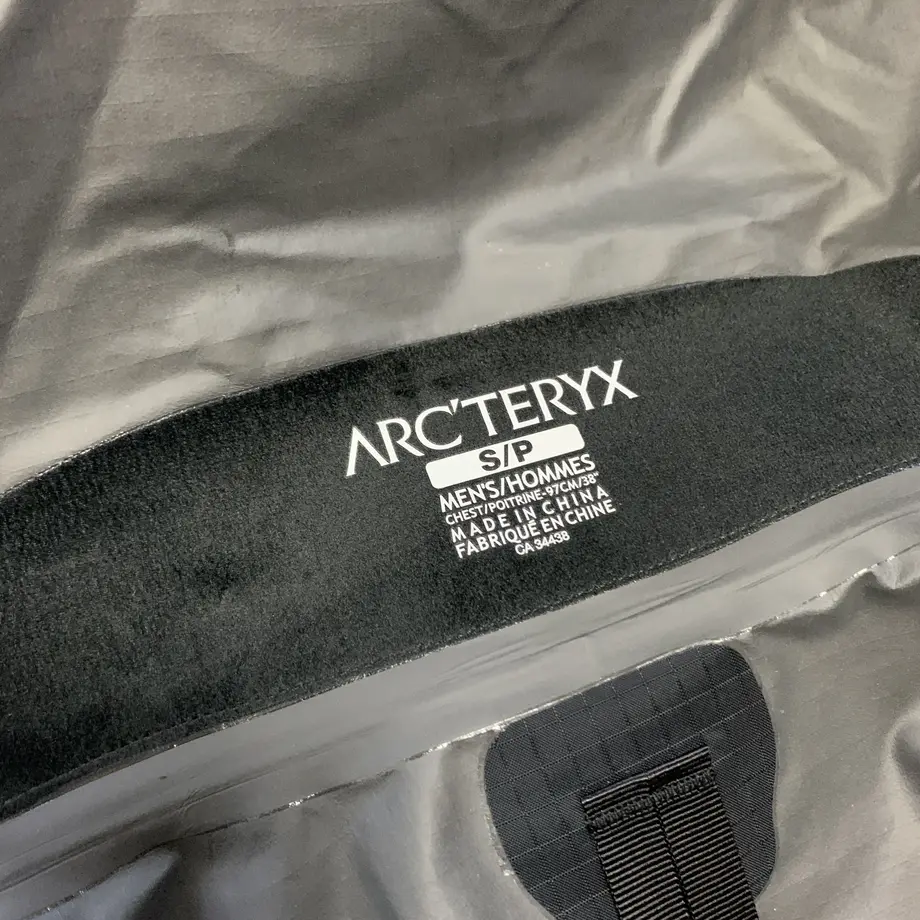 ARC'TERYX
S/P
MEN'S/HOMMES
CHEST/POITRINE-97CM/38"
MADE IN CHINA
FABRIQUÉ EN CHINE
CA 34438